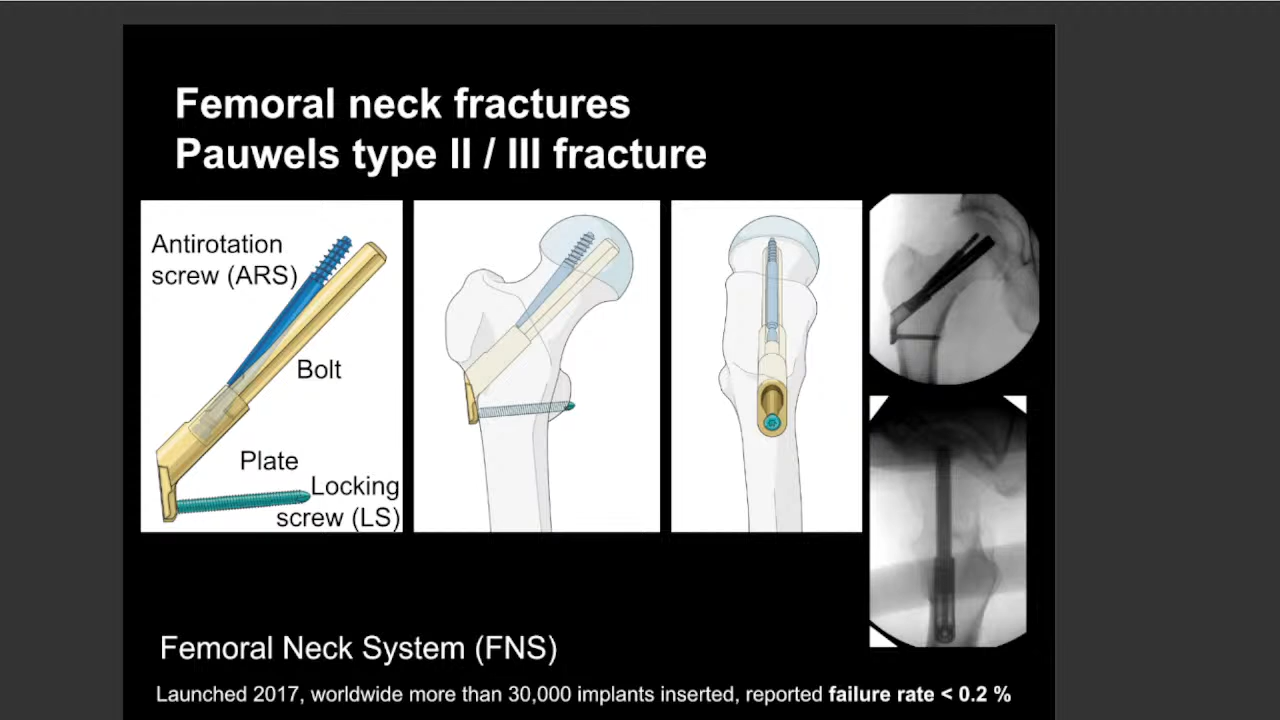 Femoral neck fractures
Pauwels type II / III fracture
Antirotation
screw (ARS)
Bolt
Plate
Locking
screw (LS)
Femoral Neck System (FNS)
Launched 2017, worldwide more than 30,000 implants inserted, reported failure rate < 0.2 %